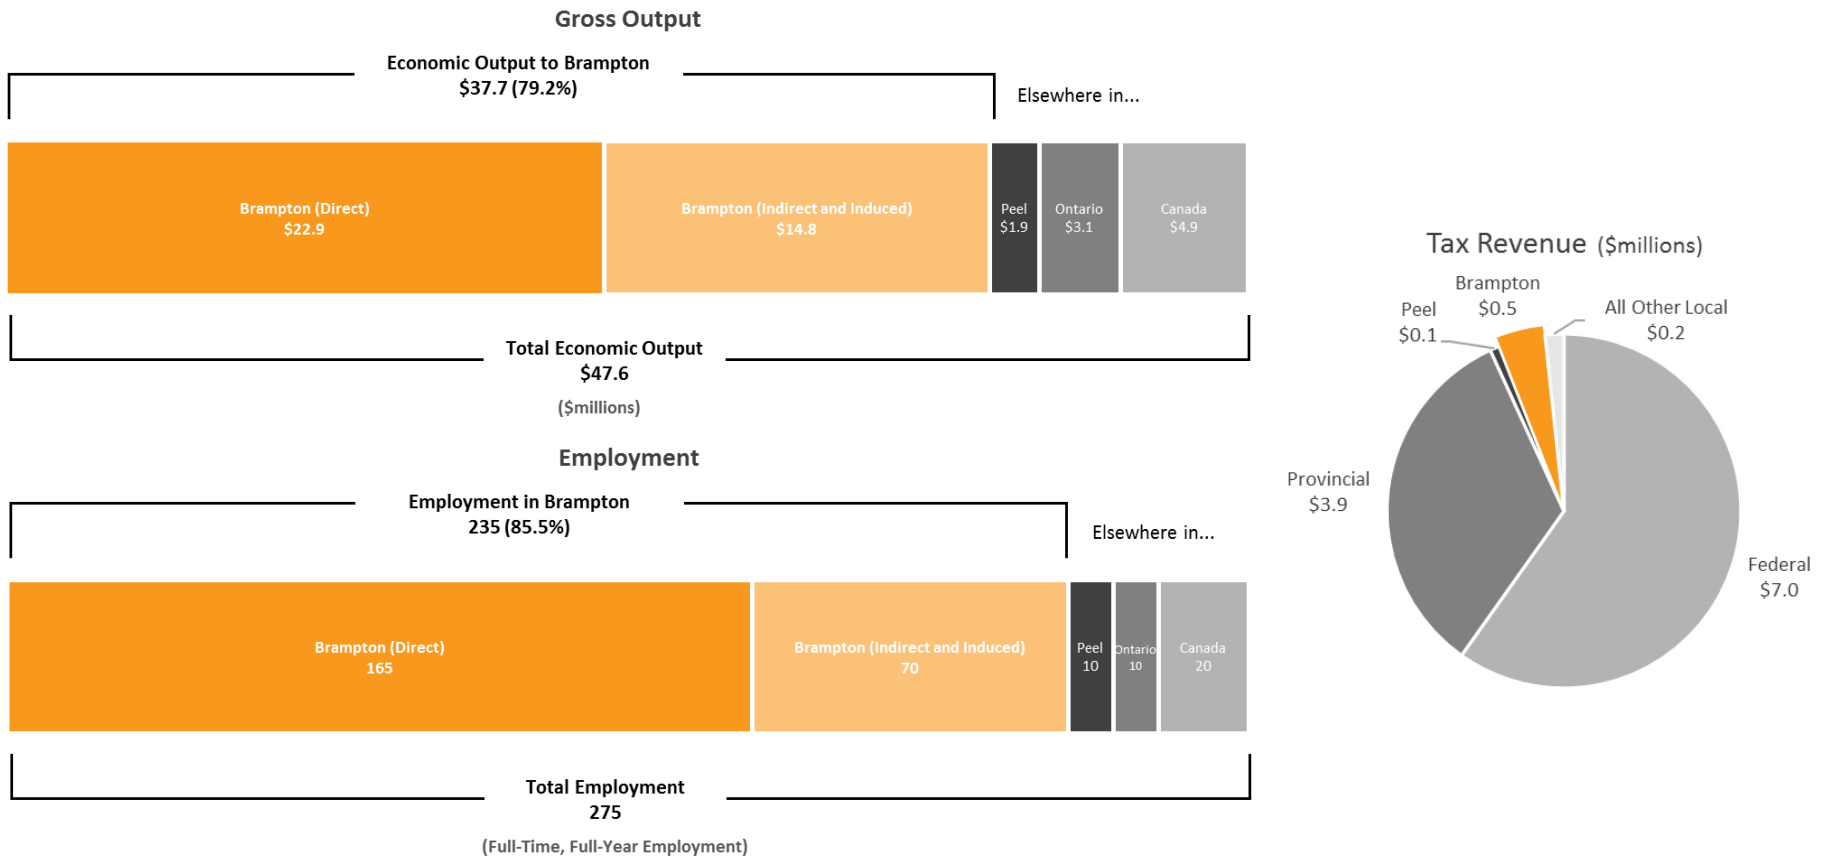 Gross Output
Economic Output to Brampton
$37.7 (79.2%)
Elsewhere in...
Brampton (Direct)
$22.9
Brampton (Indirect and Induced)
$14.8
Peel
$1.9
Ontario
$3.1
Canada
$4.9
Total Economic Output
$47.6
($millions)
Employment
Employment in Brampton
235 (85.5%)
Elsewhere in...
Brampton (Direct)
165
Brampton (Indirect and Induced)
70
Peel
10
Ontario
10
Canada
20
Total Employment
275
(Full-Time, Full-Year Employment)
Tax Revenue ($millions)
Brampton
$0.5
Peel
$0.1
All Other Local
$0.2
Provincial
$3.9
Federal
$7.0